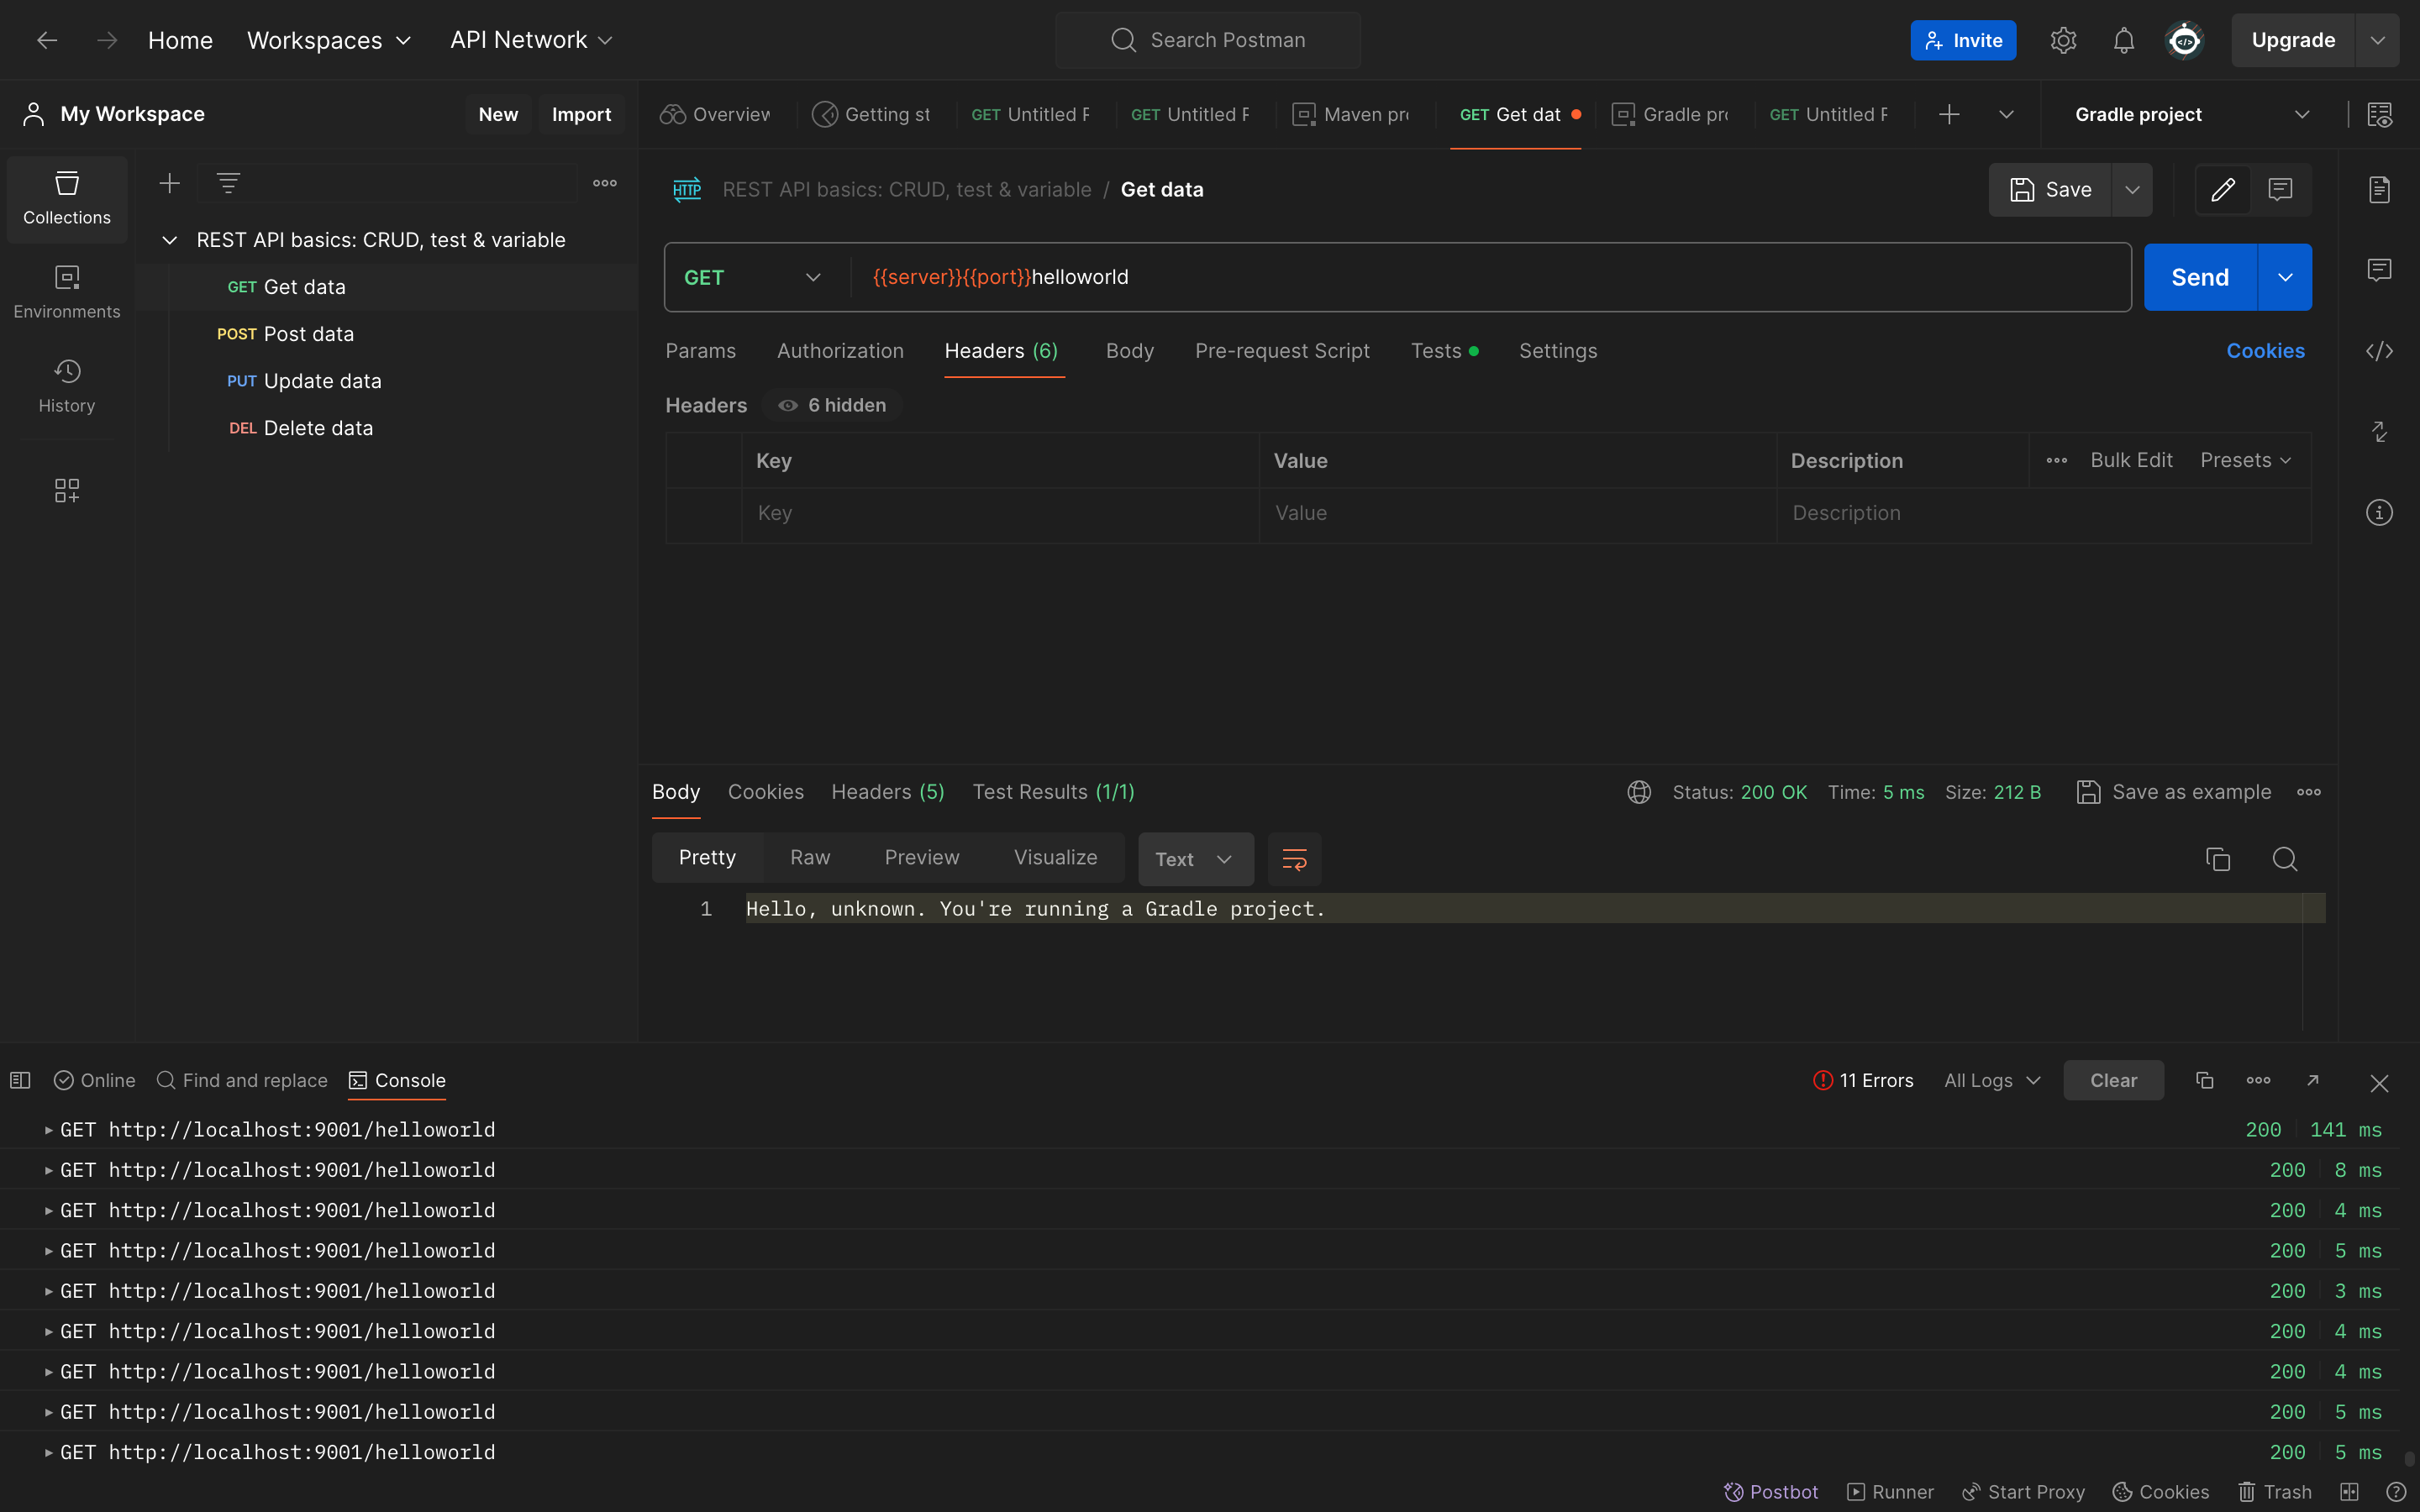 Home Workspaces API Network Search Postman Invite Upgrade
My Workspace New Import
Overview Getting st GET Untitled F GET Untitled F Maven pro GET Get dat Gradle pro GET Untitled F Gradle project
Collections
Environments
History
REST API basics: CRUD, test & variable
GET Get data
POST Post data
PUT Update data
DEL Delete data
HTTP REST API basics: CRUD, test & variable / Get data Save
GET {{server}}{{port}}helloworld Send
Params Authorization Headers (6) Body Pre-request Script Tests Settings Cookies
Headers 6 hidden
Key Value Description Bulk Edit Presets
Key Value Description
Body Cookies Headers (5) Test Results (1/1) Status: 200 OK Time: 5 ms Size: 212 B Save as example
Pretty Raw Preview Visualize Text
1 Hello, unknown. You're running a Gradle project.
Online Find and replace Console 11 Errors All Logs Clear
GET http://localhost:9001/helloworld 200 141 ms
GET http://localhost:9001/helloworld 200 8 ms
GET http://localhost:9001/helloworld 200 4 ms
GET http://localhost:9001/helloworld 200 5 ms
GET http://localhost:9001/helloworld 200 3 ms
GET http://localhost:9001/helloworld 200 4 ms
GET http://localhost:9001/helloworld 200 4 ms
GET http://localhost:9001/helloworld 200 5 ms
GET http://localhost:9001/helloworld 200 5 ms
Postbot Runner Start Proxy Cookies Trash